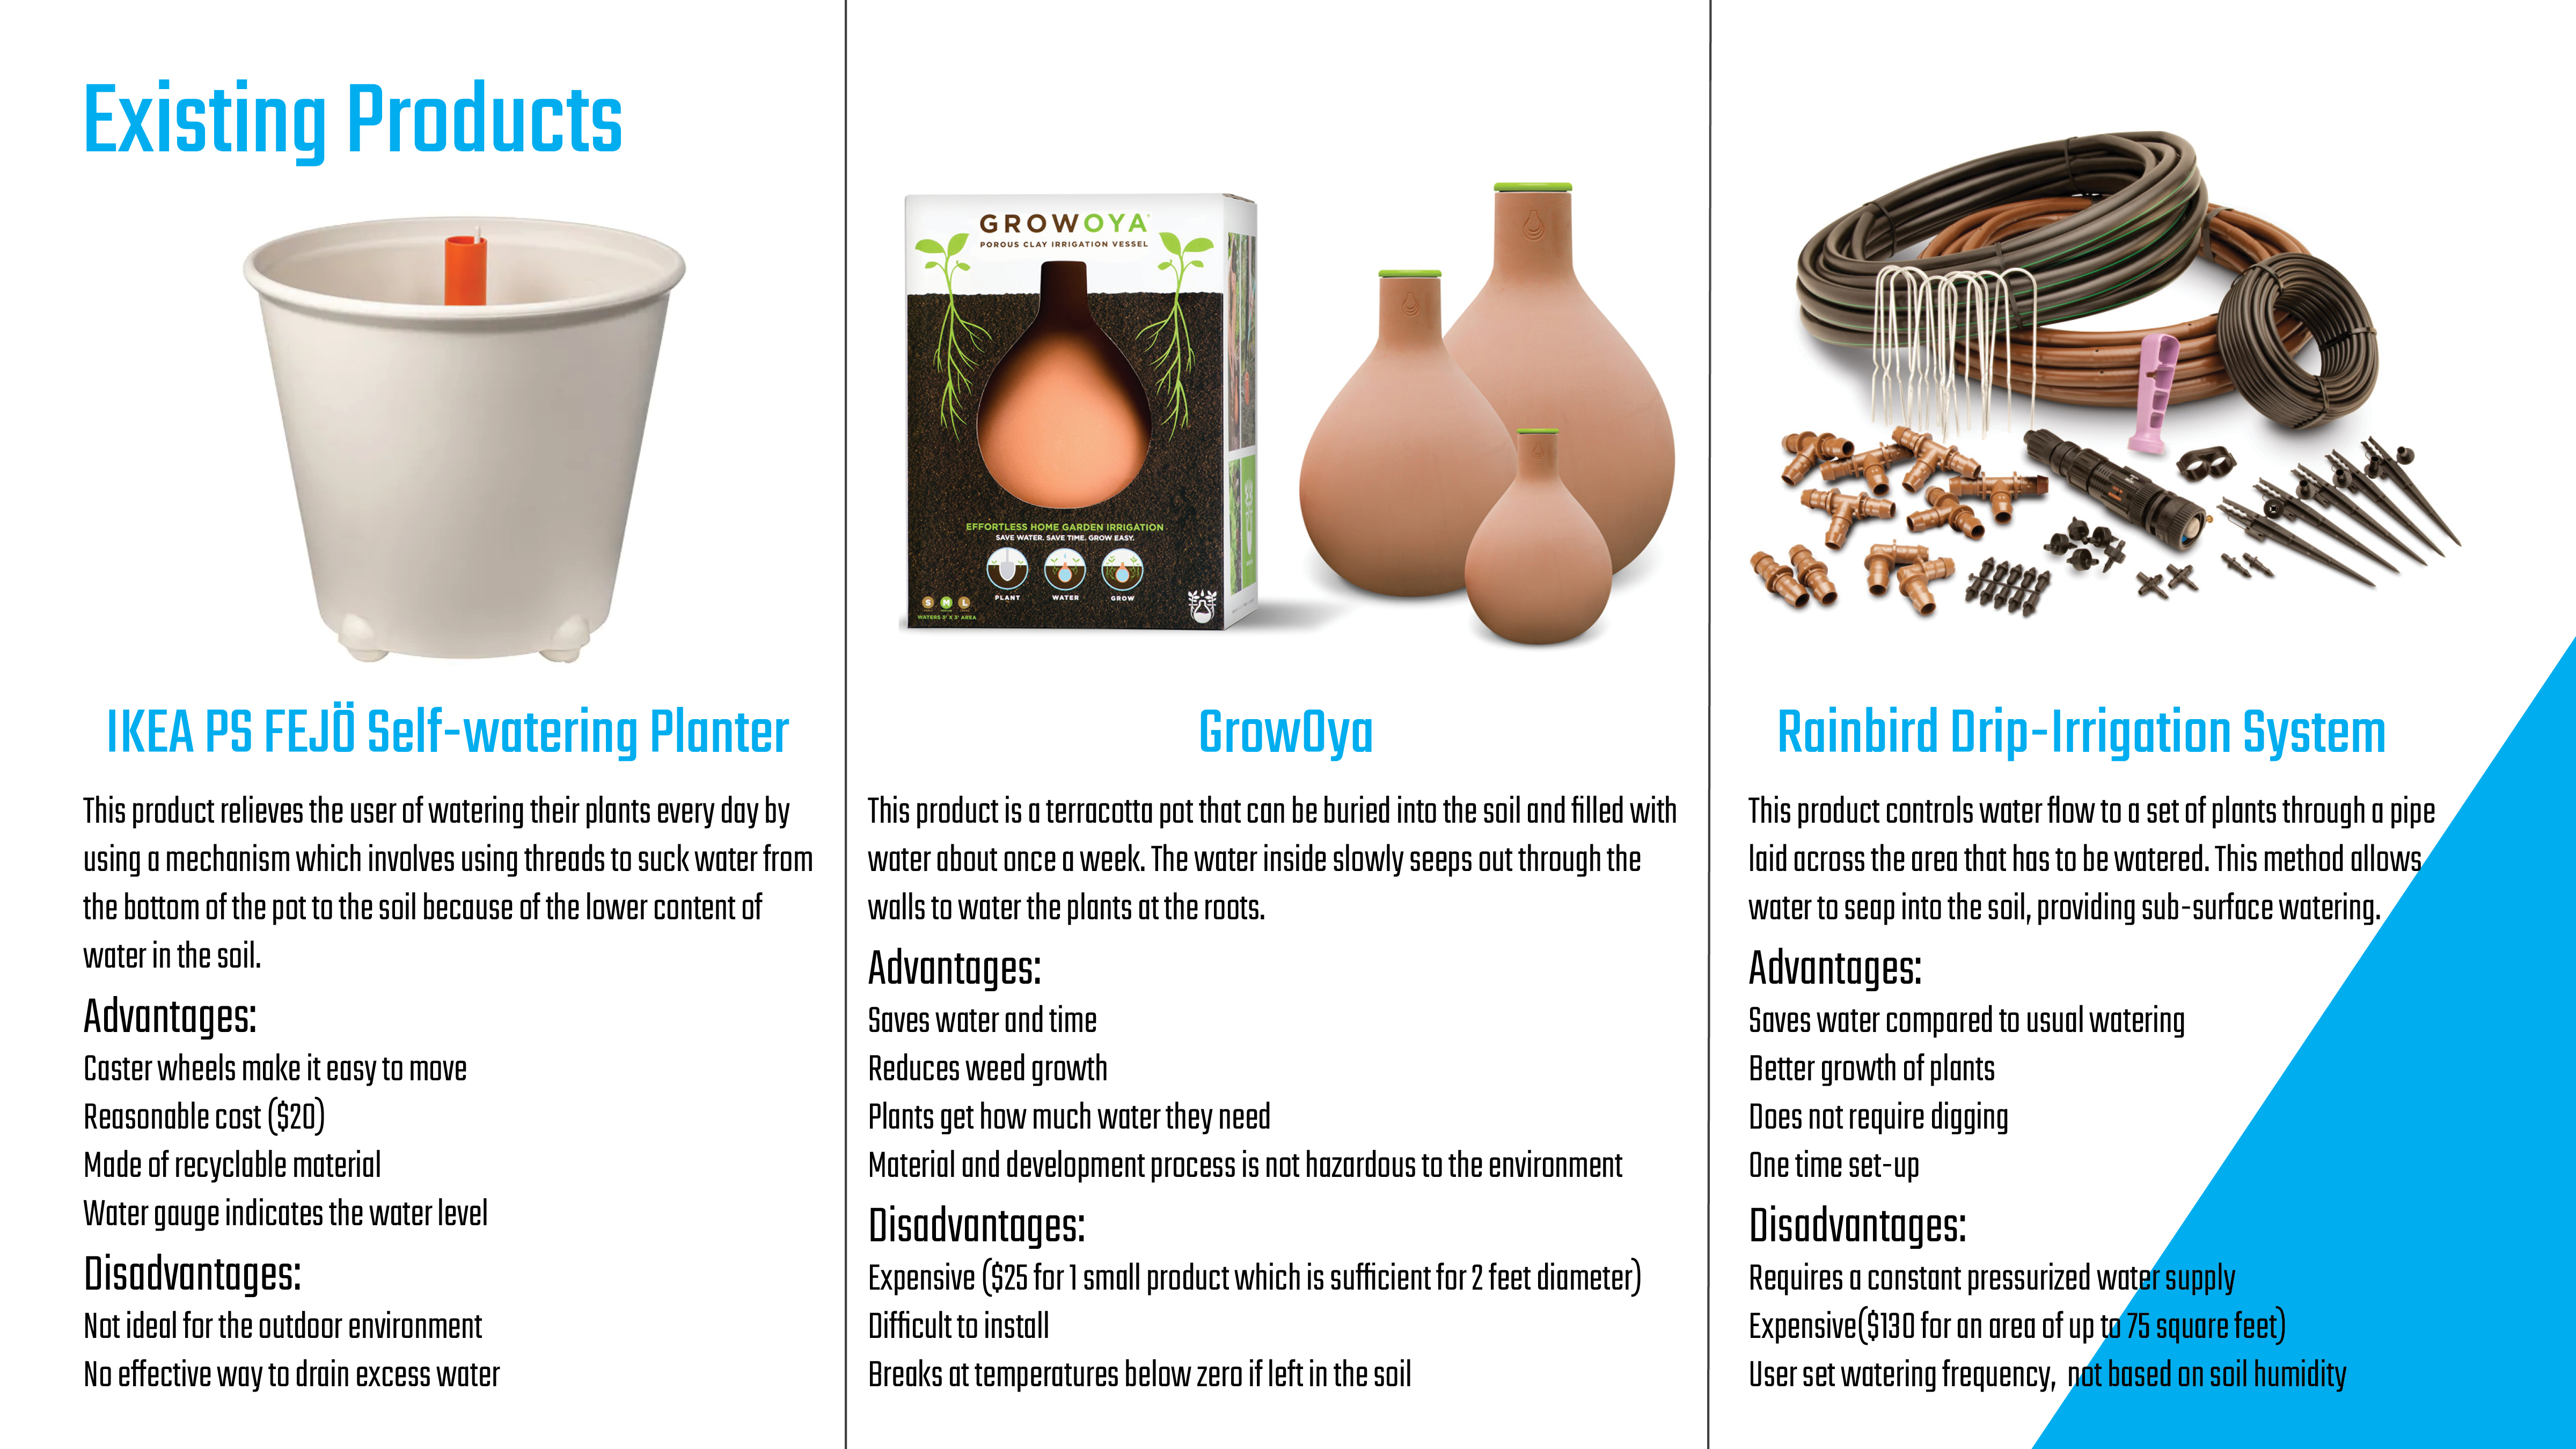 Existing Products
GROWOYA
POROUS CLAY IRRIGATION VESSEL
EFFORTLESS HOME GARDEN IRRIGATION
SAVE WATER. SAVE TIME. GROW EASY.
PLANT WATER GROW
S M L
WATERS 3' X 3' AREA
IKEA PS FEJÖ Self-watering Planter
This product relieves the user of watering their plants every day by
using a mechanism which involves using threads to suck water from
the bottom of the pot to the soil because of the lower content of
water in the soil.
Advantages:
Caster wheels make it easy to move
Reasonable cost ($20)
Made of recyclable material
Water gauge indicates the water level
Disadvantages:
Not ideal for the outdoor environment
No effective way to drain excess water
GrowOya
This product is a terracotta pot that can be buried into the soil and filled with
water about once a week. The water inside slowly seeps out through the
walls to water the plants at the roots.
Advantages:
Saves water and time
Reduces weed growth
Plants get how much water they need
Material and development process is not hazardous to the environment
Disadvantages:
Expensive ($25 for 1 small product which is sufficient for 2 feet diameter)
Difficult to install
Breaks at temperatures below zero if left in the soil
Rainbird Drip-Irrigation System
This product controls water flow to a set of plants through a pipe
laid across the area that has to be watered. This method allows
water to seap into the soil, providing sub-surface watering.
Advantages:
Saves water compared to usual watering
Better growth of plants
Does not require digging
One time set-up
Disadvantages:
Requires a constant pressurized water supply
Expensive($130 for an area of up to 75 square feet)
User set watering frequency, not based on soil humidity